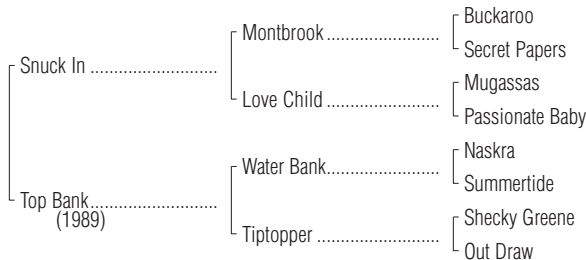 Buckaroo
Montbrook ........................
Secret Papers
Snuck In ..........................
Mugassas
Love Child ........................
Passionate Baby
Naskra
Water Bank .......................
Summertide
Top Bank ..........................
(1989)
Shecky Greene
Tiptopper .........................
Out Draw